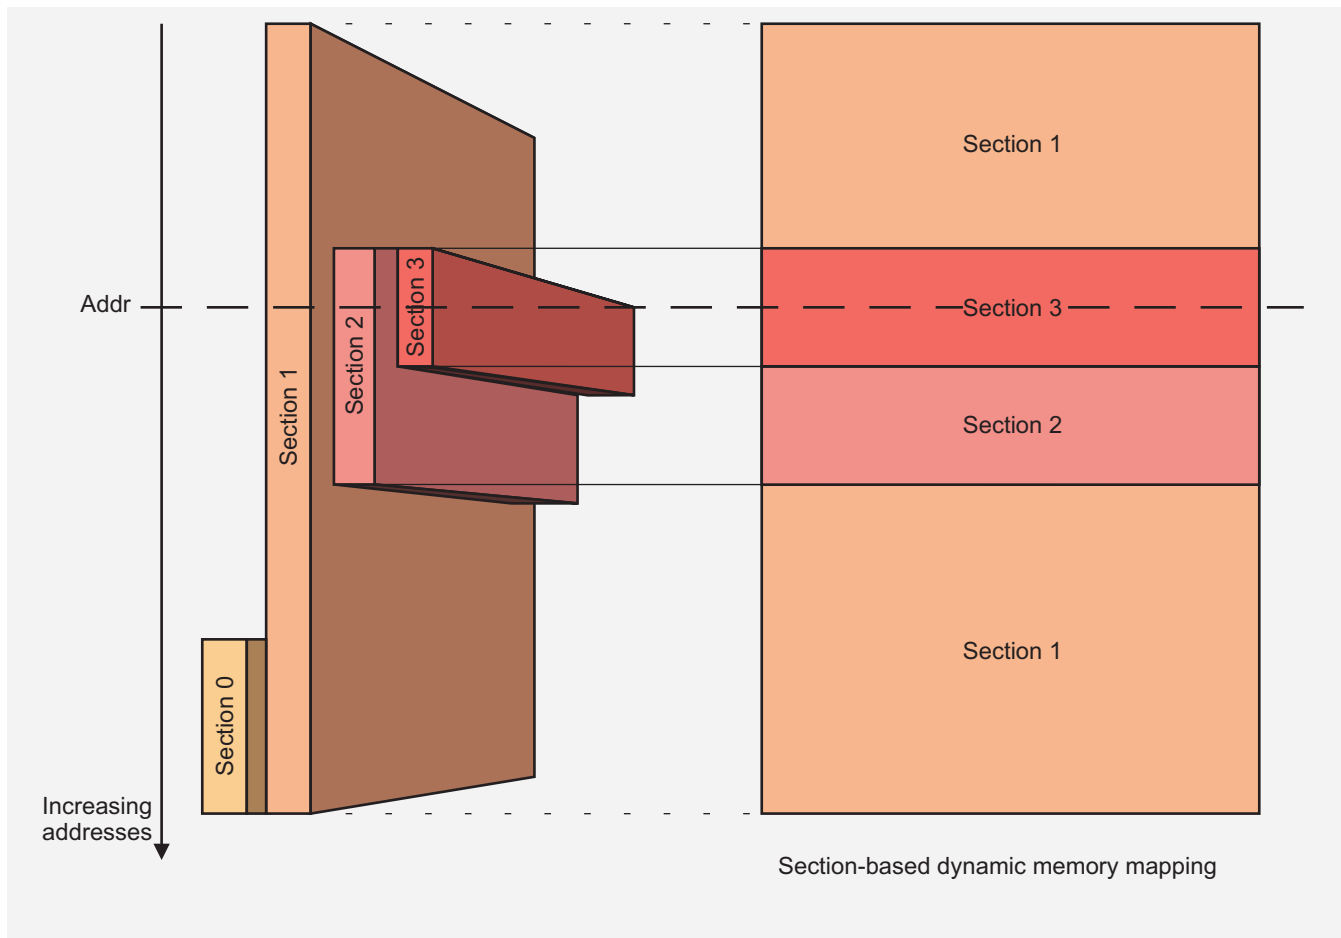 Section 1
Section 3
Addr
Section 3
Section 2
Section 1
Section 2
Section 1
Section 0
Increasing
addresses
Section-based dynamic memory mapping